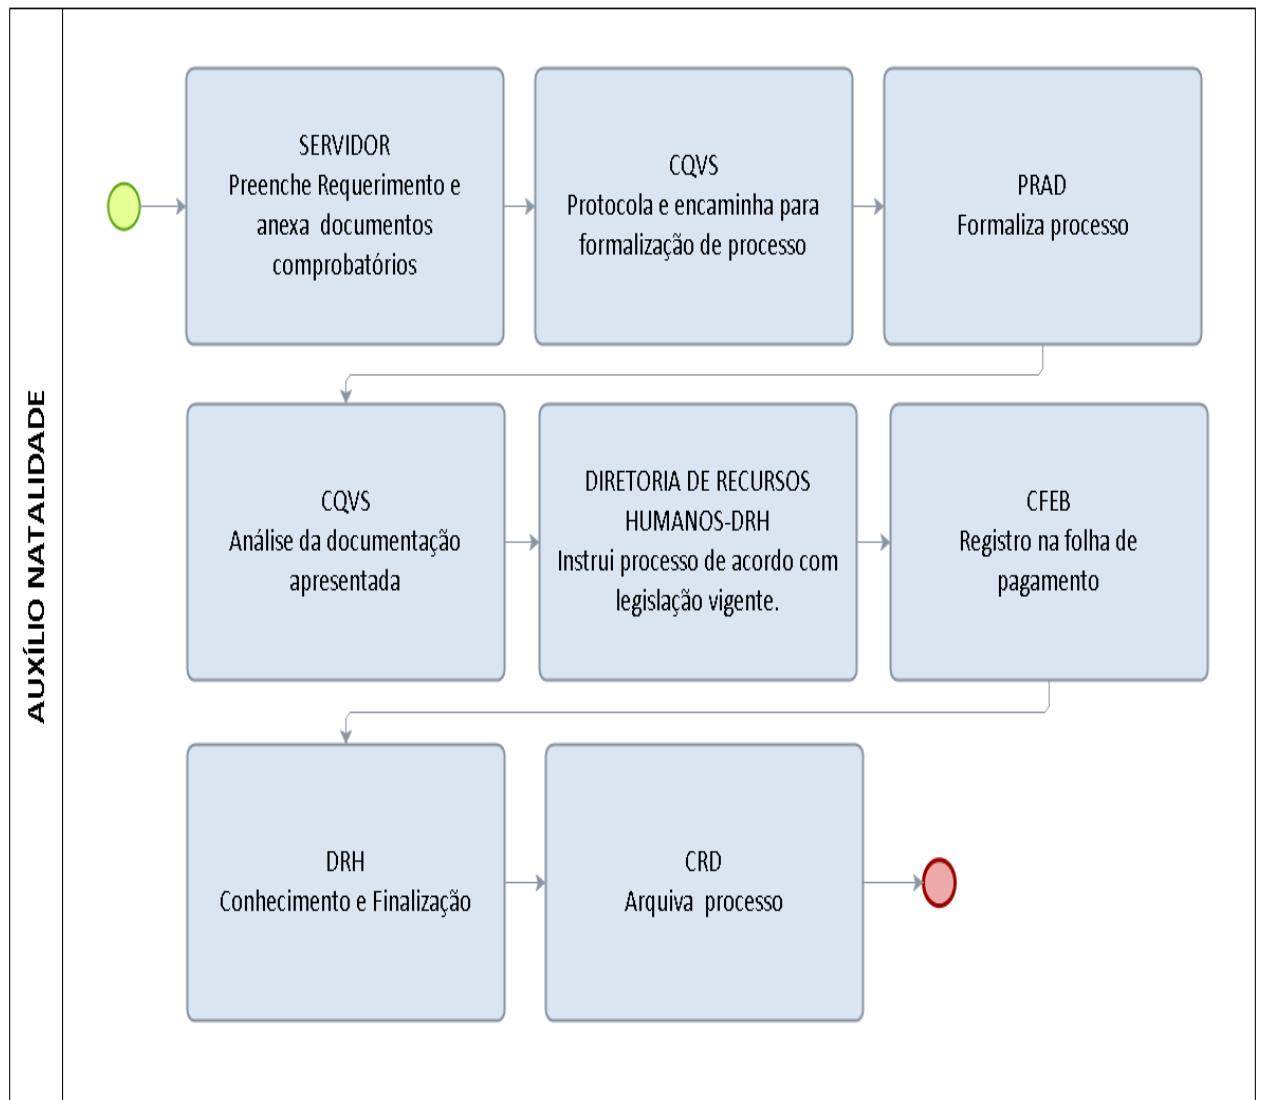 AUXÍLIO NATALIDADE
SERVIDOR
Preenche Requerimento e
anexa documentos
comprobatórios
CQVS
Protocola e encaminha para
formalização de processo
PRAD
Formaliza processo
CQVS
Análise da documentação
apresentada
DIRETORIA DE RECURSOS
HUMANOS-DRH
Instrui processo de acordo com
legislação vigente.
CFEB
Registro na folha de
pagamento
DRH
Conhecimento e Finalização
CRD
Arquiva processo